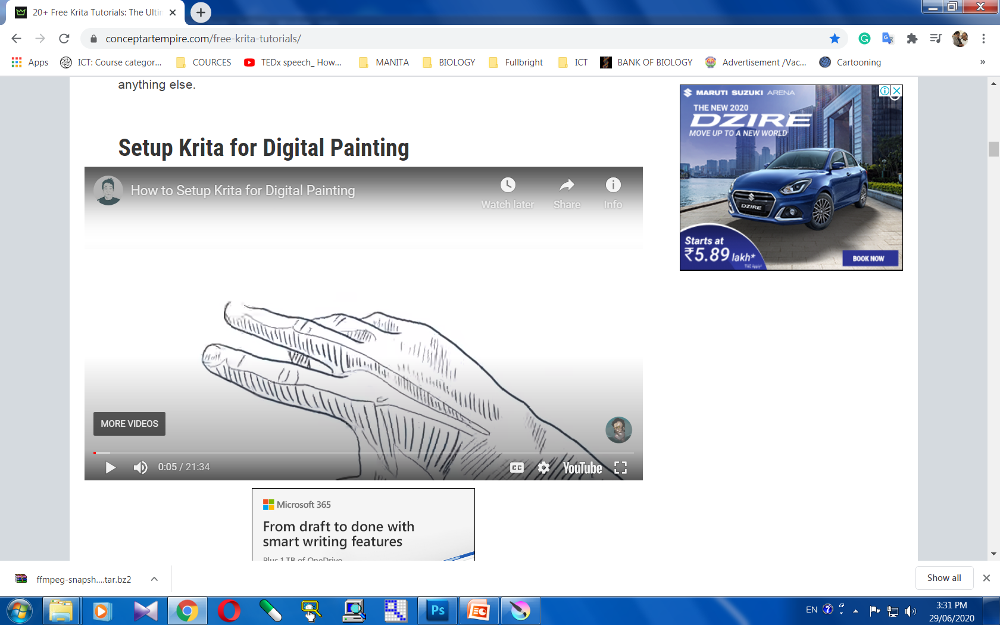 20+ Free Krita Tutorials: The Ultin
conceptartempire.com/free-krita-tutorials/
Apps
ICT: Course categor...
COURCES
TEDx speech_ How...
MANITA
BIOLOGY
Fullbright
ICT
BANK OF BIOLOGY
Advertisement /Vac...
Cartooning
»
anything else.
Setup Krita for Digital Painting
How to Setup Krita for Digital Painting
Watch later
Share
Info
MORE VIDEOS
0:05 / 21:34
CC
YouTube
MARUTI SUZUKI ARENA
THE NEW 2020
DZIRE
MOVE UP TO A NEW WORLD
DZIRE
Starts at
₹5.89 lakh*
T&C Apply*
BOOK NOW
Microsoft 365
From draft to done with
smart writing features
Plus 1 TB of OneDrive
ffmpeg-snapsh....tar.bz2
Show all
Ps
EN
3:31 PM
29/06/2020